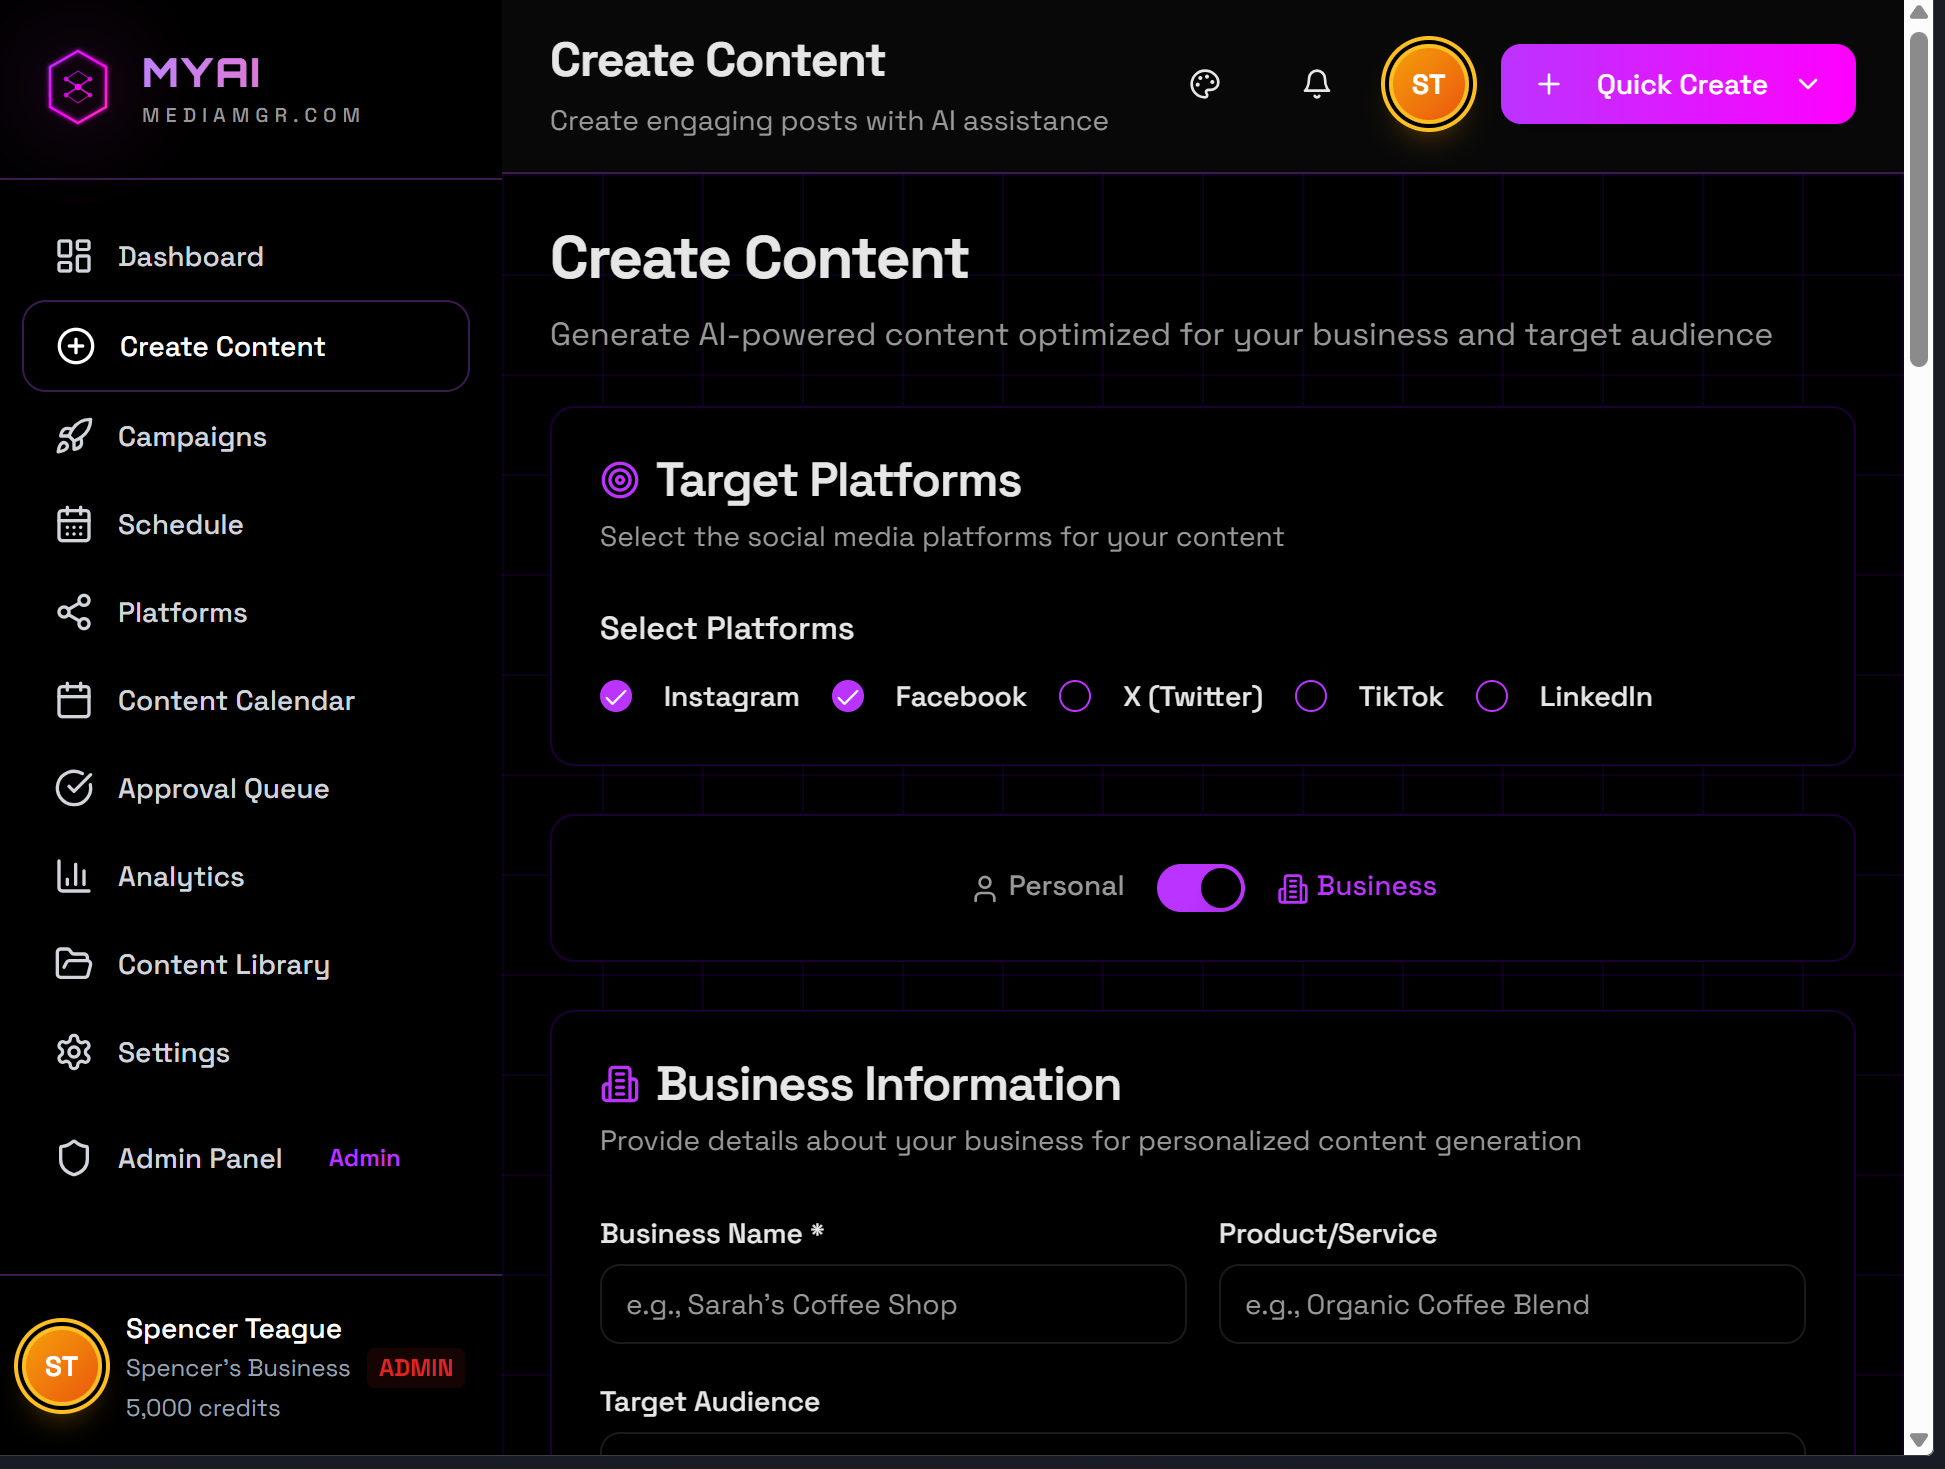 MYAI
MEDIAMGR.COM
Dashboard
Create Content
Campaigns
Schedule
Platforms
Content Calendar
Approval Queue
Analytics
Content Library
Settings
Admin Panel Admin
ST
Spencer Teague
Spencer's Business ADMIN
5,000 credits
Create Content
Create engaging posts with AI assistance
ST
Quick Create
Create Content
Generate AI-powered content optimized for your business and target audience
Target Platforms
Select the social media platforms for your content
Select Platforms
Instagram Facebook X (Twitter) TikTok LinkedIn
Personal Business
Business Information
Provide details about your business for personalized content generation
Business Name * Product/Service
e.g., Sarah's Coffee Shop e.g., Organic Coffee Blend
Target Audience